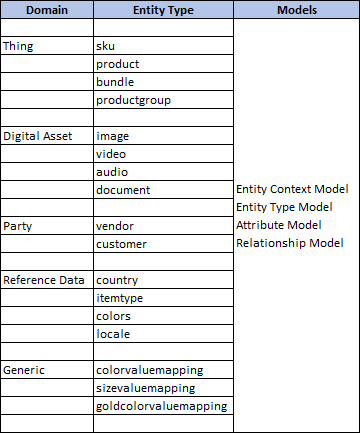 Domain Entity Type Models
Thing sku
product
bundle
productgroup
Digital Asset image
video
audio
document Entity Context Model
Entity Type Model
Party vendor Attribute Model
customer Relationship Model
Reference Data country
itemtype
colors
locale
Generic colorvaluemapping
sizevaluemapping
goldcolorvaluemapping